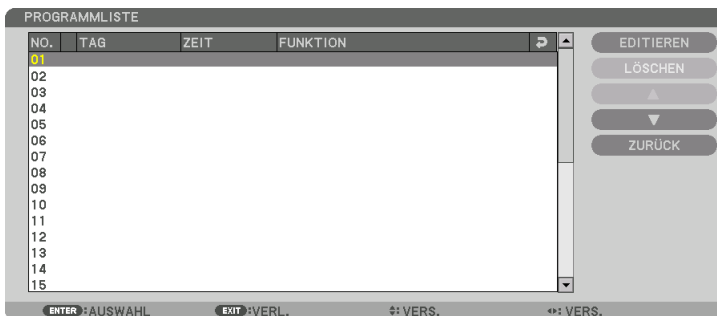 PROGRAMMLISTE
NO. TAG ZEIT FUNKTION
01
02
03
04
05
06
07
08
09
10
11
12
13
14
15
EDITIEREN
LÖSCHEN
▲
▼
ZURÜCK
ENTER:AUSWAHL EXIT:VERL. :VERS. :VERS.